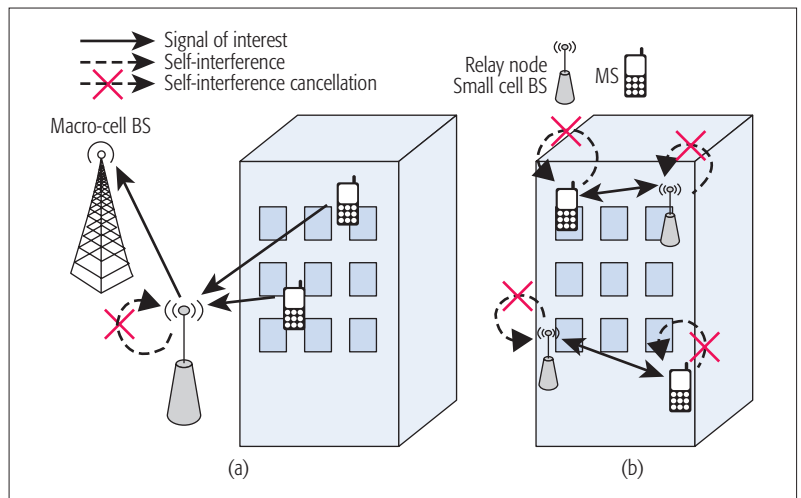 Signal of interest
Self-interference
Self-interference cancellation
Macro-cell BS
Relay node
Small cell BS
MS
(a)
(b)